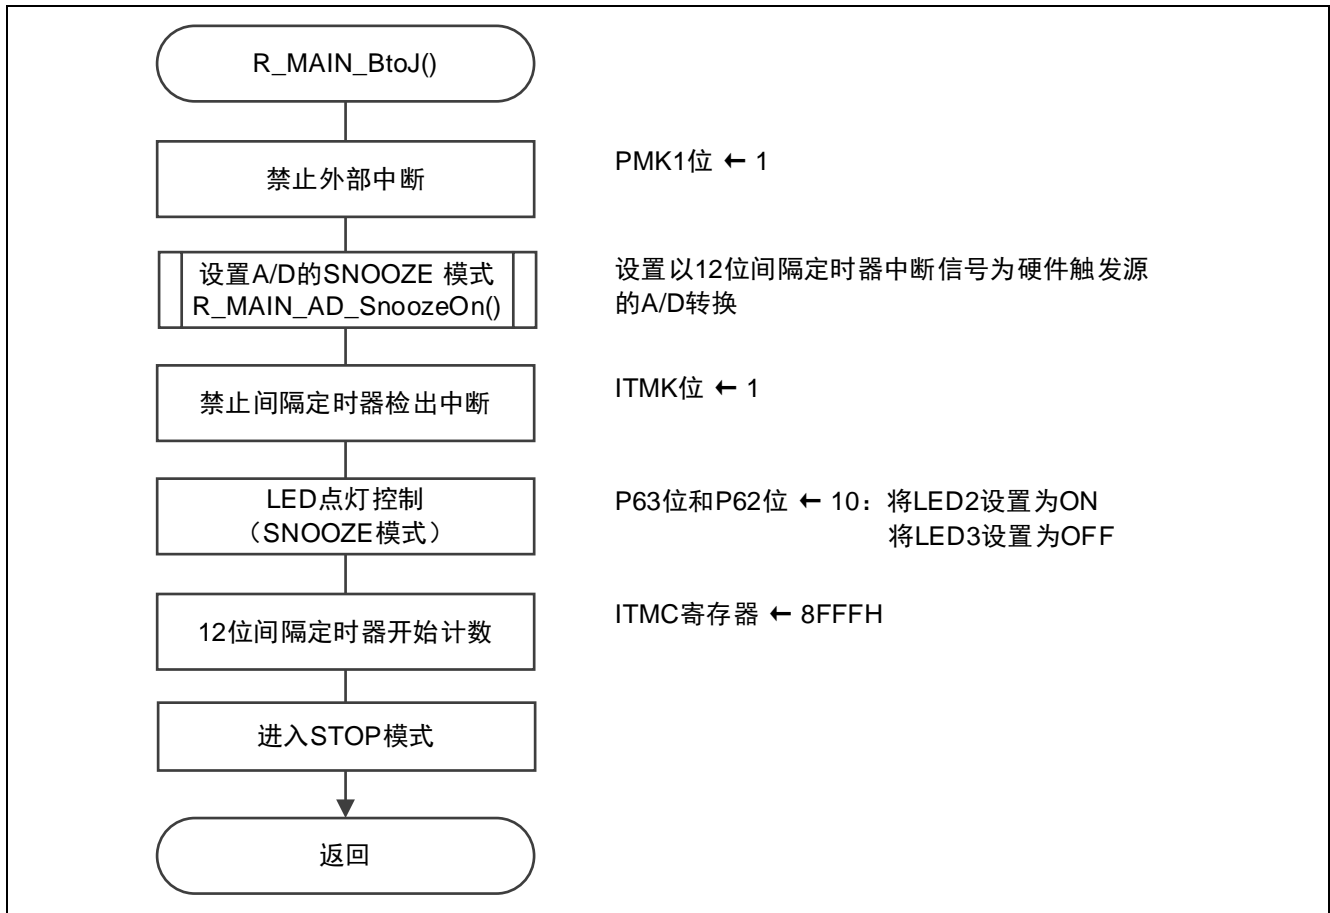 R_MAIN_BtoJ()
禁止外部中断
PMK1位 ← 1
设置A/D的SNOOZE 模式
R_MAIN_AD_SnoozeOn()
设置以12位间隔定时器中断信号为硬件触发源
的A/D转换
禁止间隔定时器检出中断
ITMK位 ← 1
LED点灯控制
（SNOOZE模式）
P63位和P62位 ← 10：将LED2设置为ON
将LED3设置为OFF
12位间隔定时器开始计数
ITMC寄存器 ← 8FFFH
进入STOP模式
返回